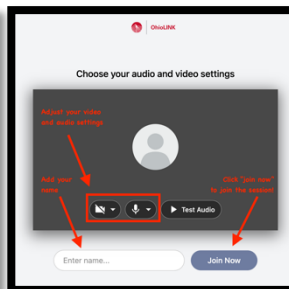 OhioLINK
Choose your audio and video settings
Adjust your video
and audio settings
Add your
name
Click "join now"
to join the outpost!
Test Audio
Enter name...
Join Now